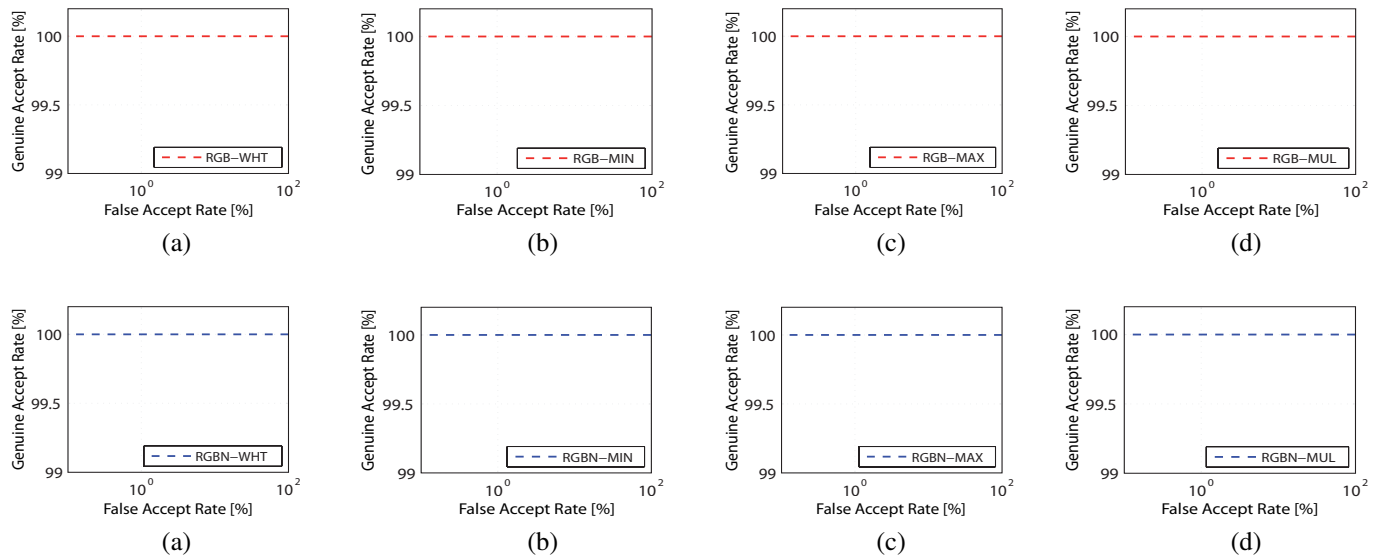 Genuine Accept Rate [%]
100
99.5
99
RGB−WHT
10^0
10^2
False Accept Rate [%]
(a)
Genuine Accept Rate [%]
100
99.5
99
RGB−MIN
10^0
10^2
False Accept Rate [%]
(b)
Genuine Accept Rate [%]
100
99.5
99
RGB−MAX
10^0
10^2
False Accept Rate [%]
(c)
Genuine Accept Rate [%]
100
99.5
99
RGB−MUL
10^0
10^2
False Accept Rate [%]
(d)
Genuine Accept Rate [%]
100
99.5
99
RGBN−WHT
10^0
10^2
False Accept Rate [%]
(a)
Genuine Accept Rate [%]
100
99.5
99
RGBN−MIN
10^0
10^2
False Accept Rate [%]
(b)
Genuine Accept Rate [%]
100
99.5
99
RGBN−MAX
10^0
10^2
False Accept Rate [%]
(c)
Genuine Accept Rate [%]
100
99.5
99
RGBN−MUL
10^0
10^2
False Accept Rate [%]
(d)